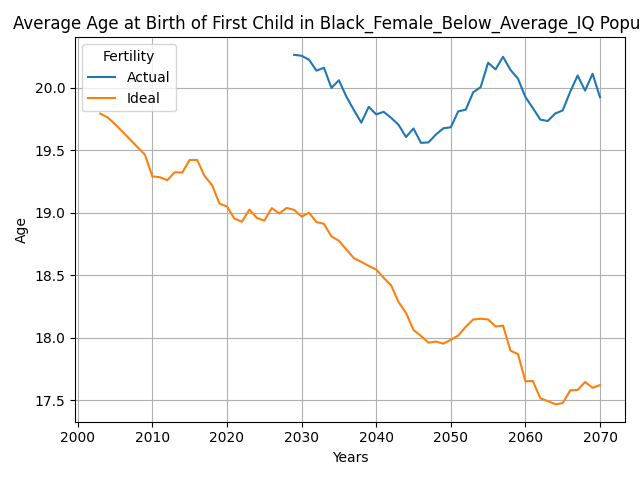 Average Age at Birth of First Child in Black_Female_Below_Average_IQ Popu
Fertility
Actual
Ideal
Age
20.0
19.5
19.0
18.5
18.0
17.5
2000 2010 2020 2030 2040 2050 2060 2070
Years